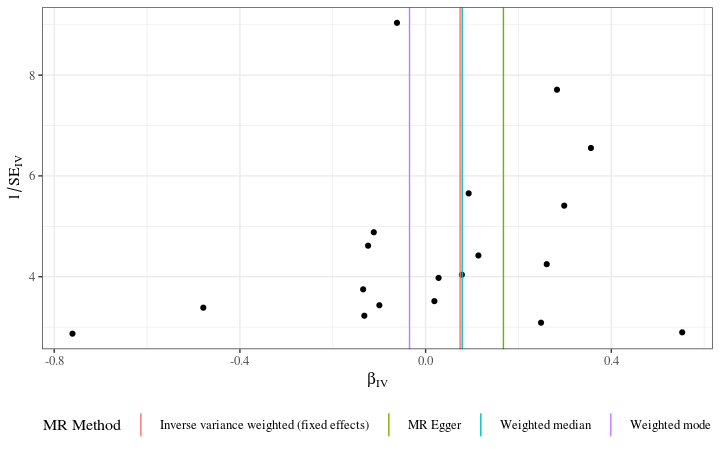 8
6
4
1/SE_IV
-0.8
-0.4
0.0
0.4
β_IV
MR Method
Inverse variance weighted (fixed effects)
MR Egger
Weighted median
Weighted mode